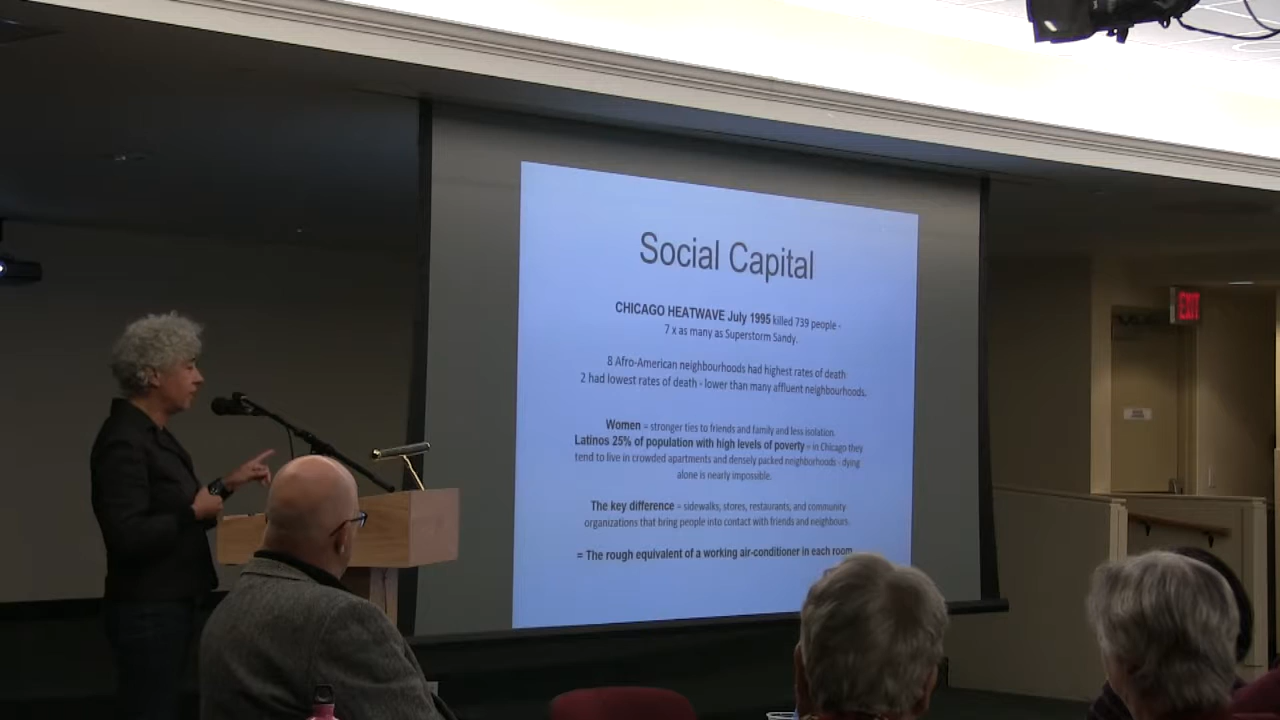 Social Capital
CHICAGO HEATWAVE July 1995 killed 739 people -
7 x as many as Superstorm Sandy.
8 Afro-American neighbourhoods had highest rates of death
2 had lowest rates of death - lower than many affluent neighbourhoods.
Women = stronger ties to friends and family and less isolation.
Latinos 25% of population with high levels of poverty = in Chicago they
tend to live in crowded apartments and densely packed neighborhoods - dying
alone is nearly impossible.
The key difference = sidewalks, stores, restaurants, and community
organizations that bring people into contact with friends and neighbours.
= The rough equivalent of a working air-conditioner in each room
EXIT